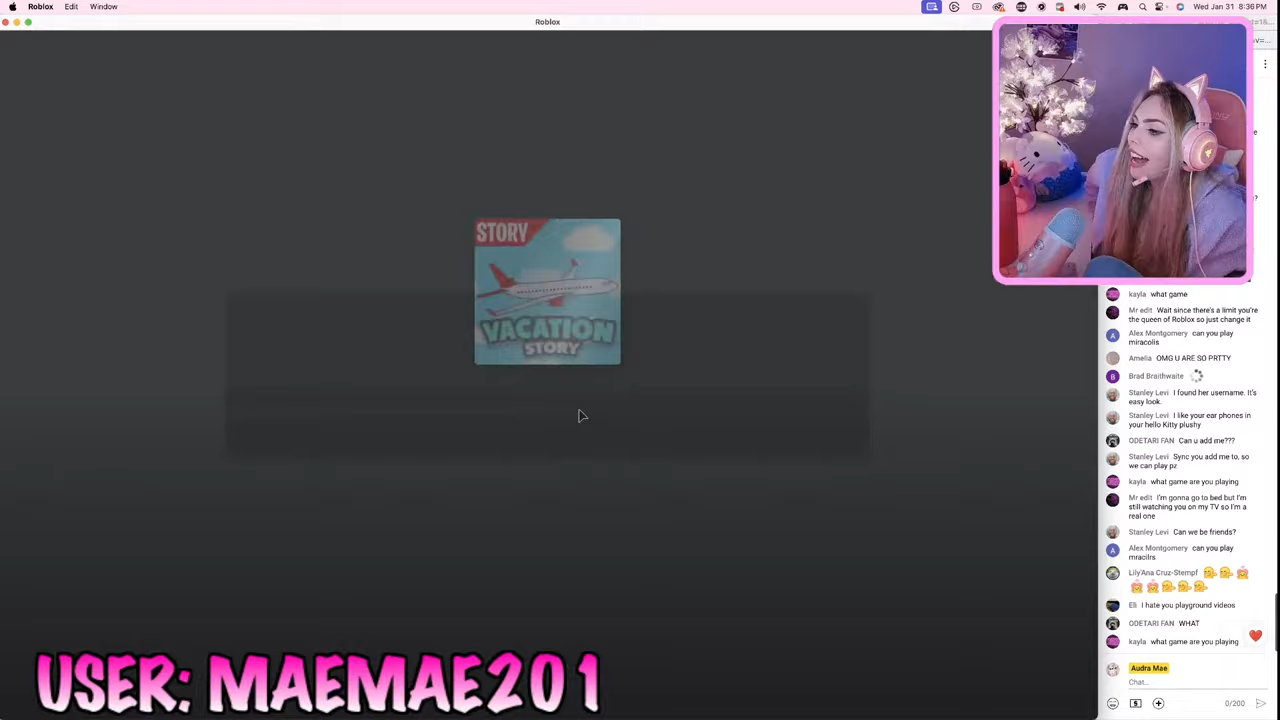 Roblox Edit Window
Wed Jan 31 8:36 PM
Roblox
STORY
VACATION
STORY
kayla what game
Mr edit Wait since there's a limit you're
the queen of Roblox so just change it
A Alex Montgomery can you play
miracolis
Amelia OMG U ARE SO PRTTY
B Brad Braithwaite
Stanley Levi I found her username. It's
easy look.
Stanley Levi I like your ear phones in
your hello Kitty plushy
ODETARI FAN Can u add me???
Stanley Levi Sync you add me to, so
we can play pz
kayla what game are you playing
Mr edit I'm gonna go to bed but I'm
still watching you on my TV so I'm a
real one
Stanley Levi Can we be friends?
A Alex Montgomery can you play
mracilrs
Lily'Ana Cruz-Stempf
Eli I hate you playground videos
ODETARI FAN WHAT
kayla what game are you playing
Audra Mae
Chat...
0/200
USER: MAEMAE201